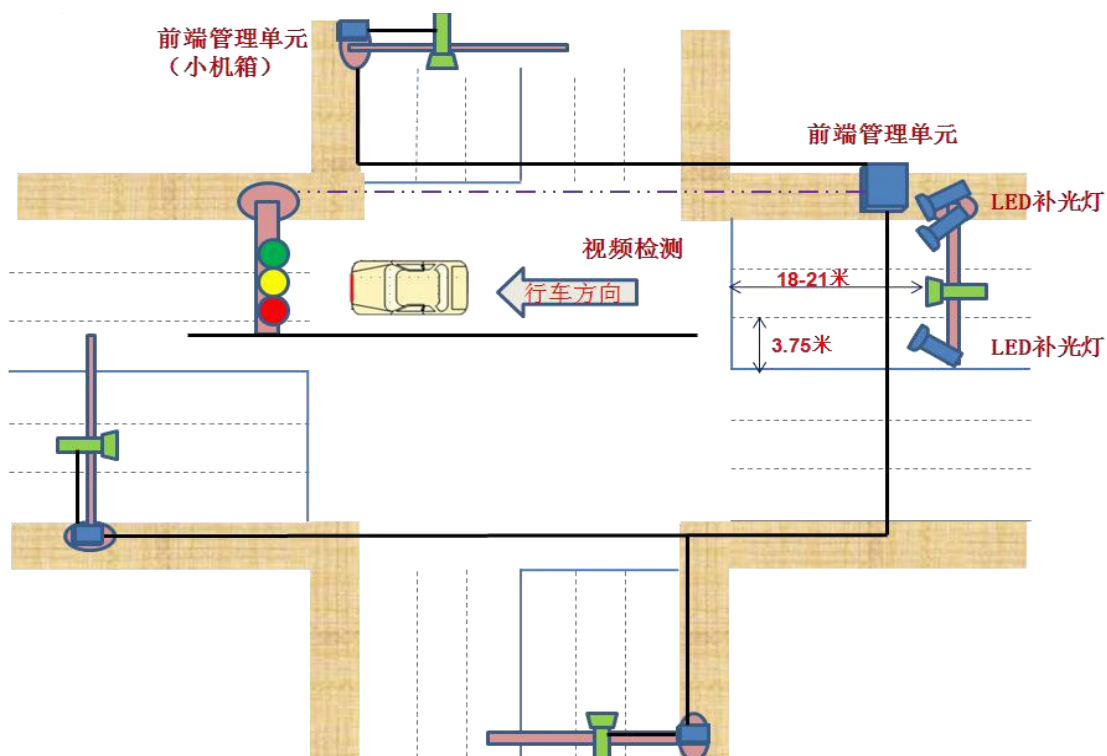 前端管理单元
（小机箱）
前端管理单元
LED补光灯
视频检测
行车方向
18-21米
3.75米
LED补光灯